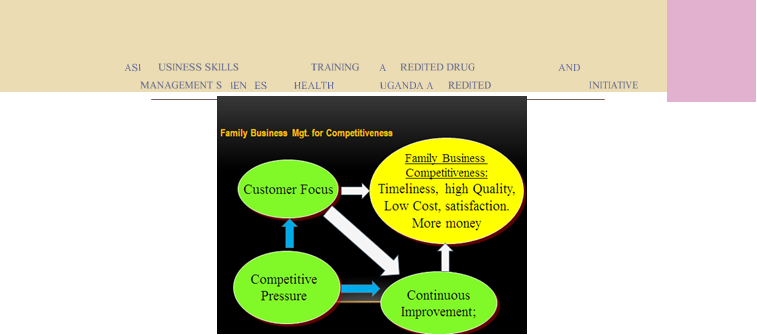 ASI USINESS SKILLS TRAINING A REDITED DRUG AND
MANAGEMENT S IEN ES HEALTH UGANDA A REDITED INITIATIVE
Family Business Mgt. for Competitiveness
Family Business
Competitiveness:
Timeliness, high Quality,
Low Cost, satisfaction.
More money
Customer Focus
Competitive
Pressure
Continuous
Improvement;